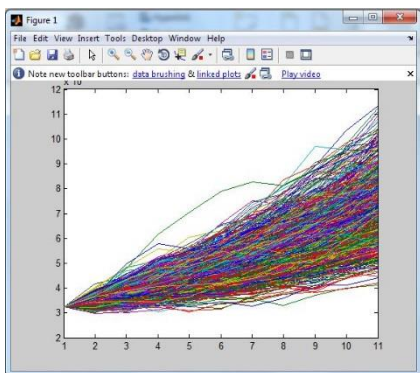 Figure 1
File Edit View Insert Tools Desktop Window Help
Note new toolbar buttons: data brushing & linked plots Play video
12
11
10
9
8
7
6
5
4
3
2
1 2 3 4 5 6 7 8 9 10 11